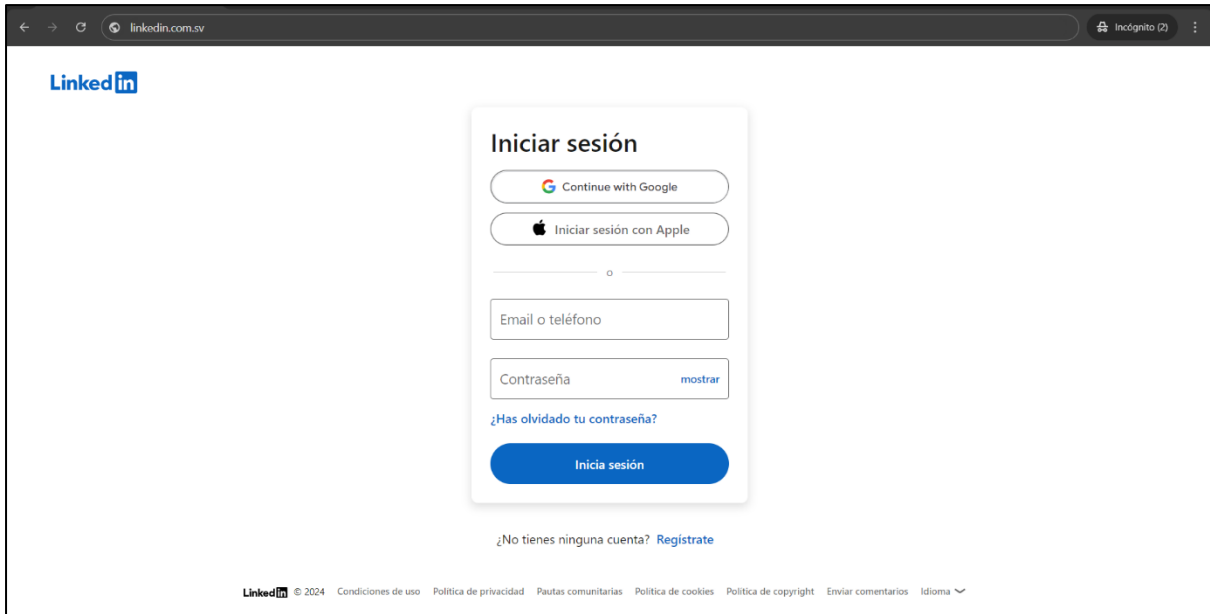 linkedin.com.sv
Incógnito (2)
Linked in
Iniciar sesión
Continue with Google
Iniciar sesión con Apple
o
Email o teléfono
Contraseña mostrar
¿Has olvidado tu contraseña?
Inicia sesión
¿No tienes ninguna cuenta? Regístrate
Linked in © 2024 Condiciones de uso Política de privacidad Pautas comunitarias Política de cookies Política de copyright Enviar comentarios Idioma